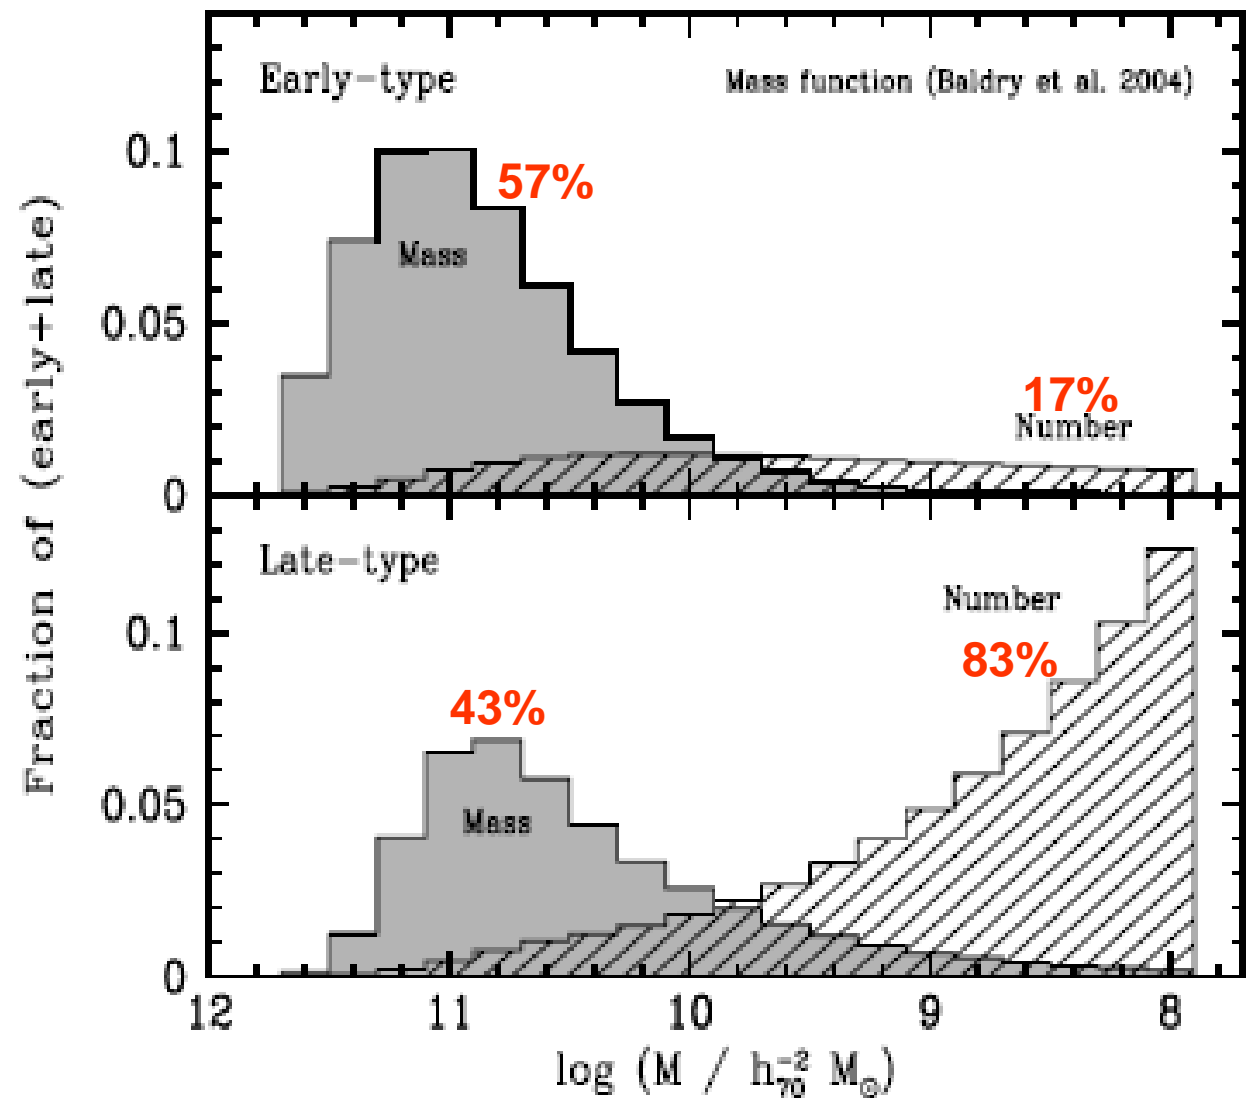 Early-type
Mass function (Baldry et al. 2004)
0.1
57%
Mass
0.05
17%
Number
0
Fraction of (early+late)
Late-type
Number
0.1
83%
43%
0.05
Mass
0
12 11 10 9 8
log (M / h₇₀⁻² M☉)